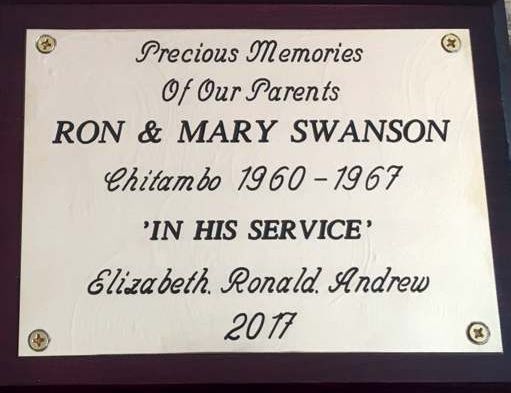 Precious Memories
Of Our Parents
RON & MARY SWANSON
Chitambo 1960 – 1967
'IN HIS SERVICE'
Elizabeth. Ronald. Andrew
2017